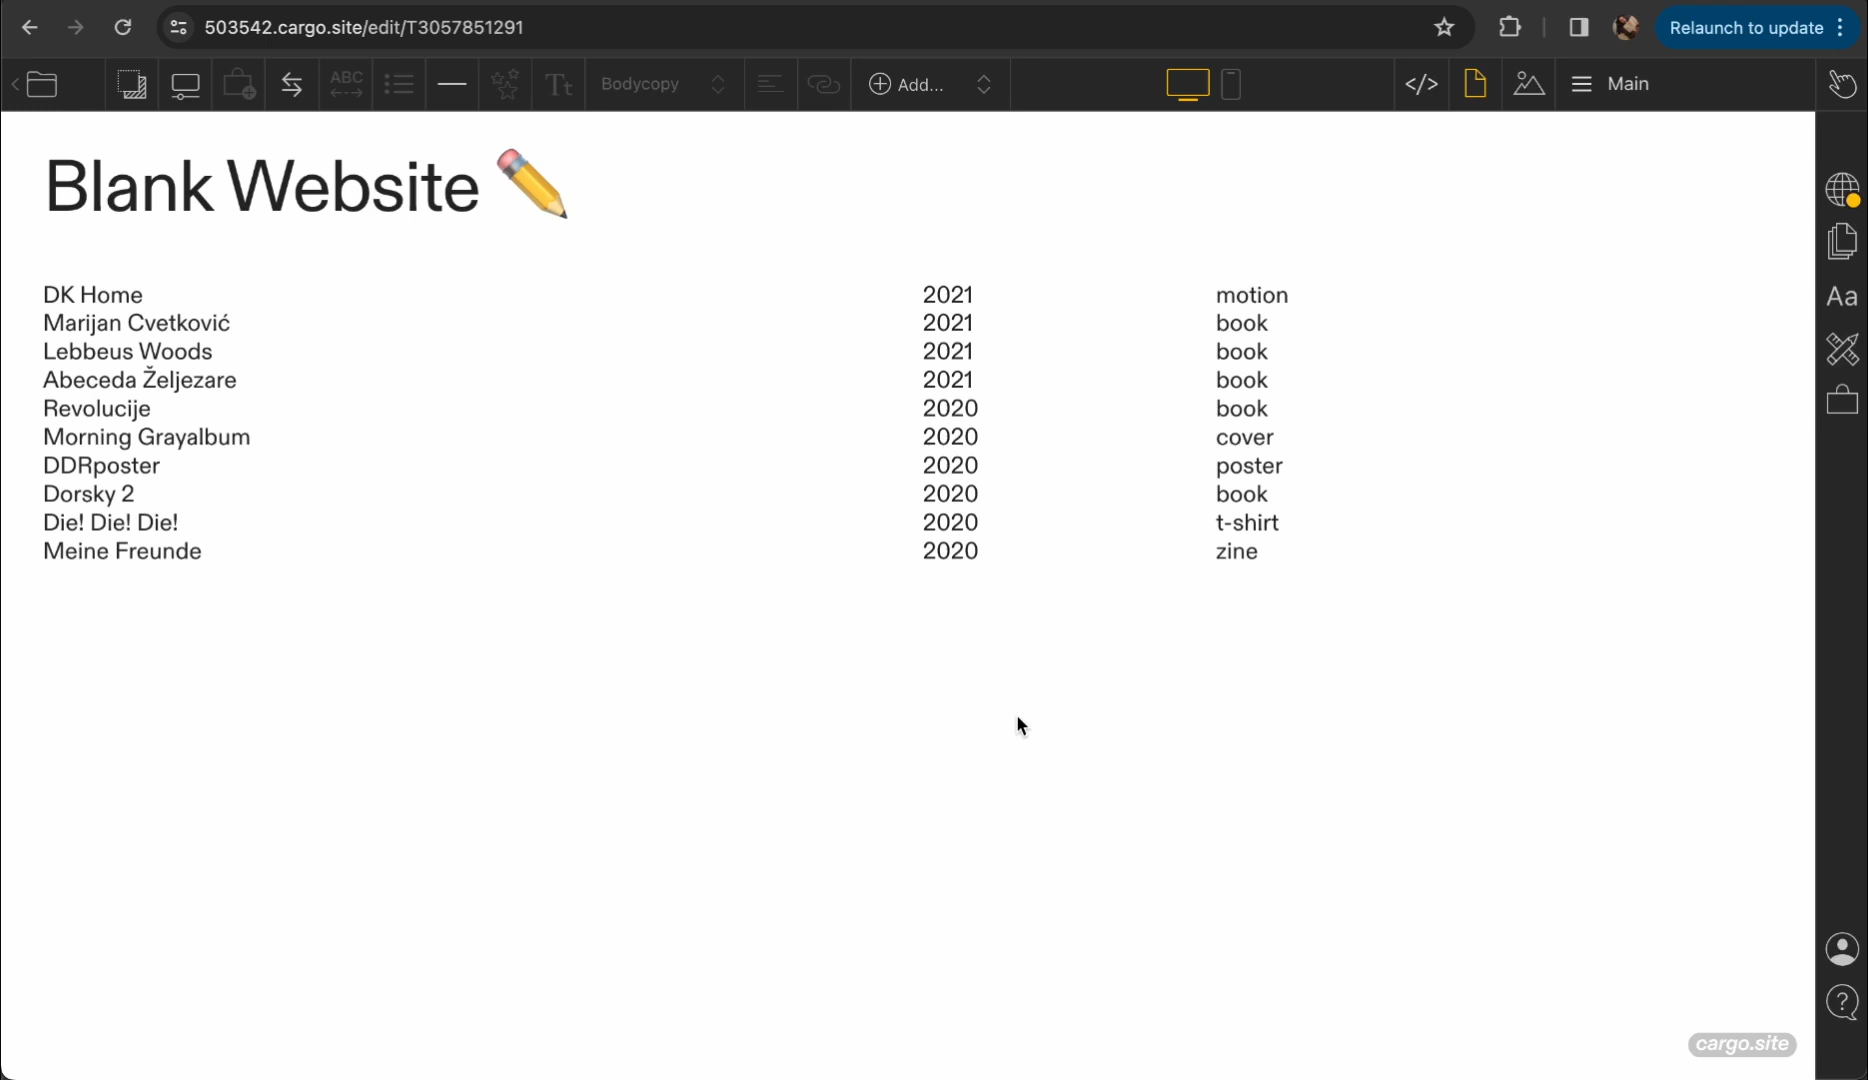 503542.cargo.site/edit/T3057851291
Relaunch to update
ABC
Tt
Bodycopy
Add...
</>
Main
Blank Website
Aa
DK Home 2021 motion
Marijan Cvetković 2021 book
Lebbeus Woods 2021 book
Abeceda Željezare 2021 book
Revolucije 2020 book
Morning Grayalbum 2020 cover
DDRposter 2020 poster
Dorsky 2 2020 book
Die! Die! Die! 2020 t-shirt
Meine Freunde 2020 zine
?
cargo.site